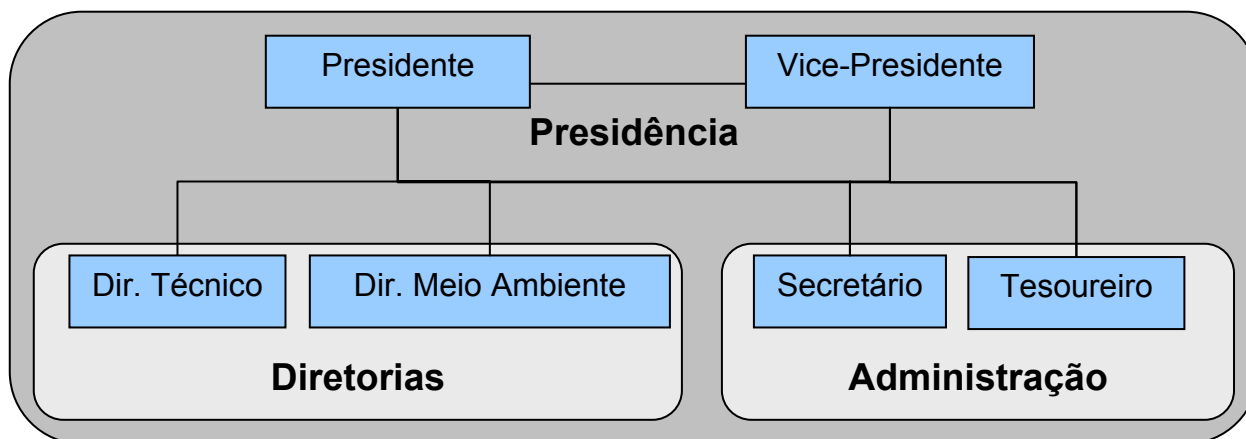 Presidente
Vice-Presidente
Presidência
Dir. Técnico
Dir. Meio Ambiente
Secretário
Tesoureiro
Diretorias
Administração